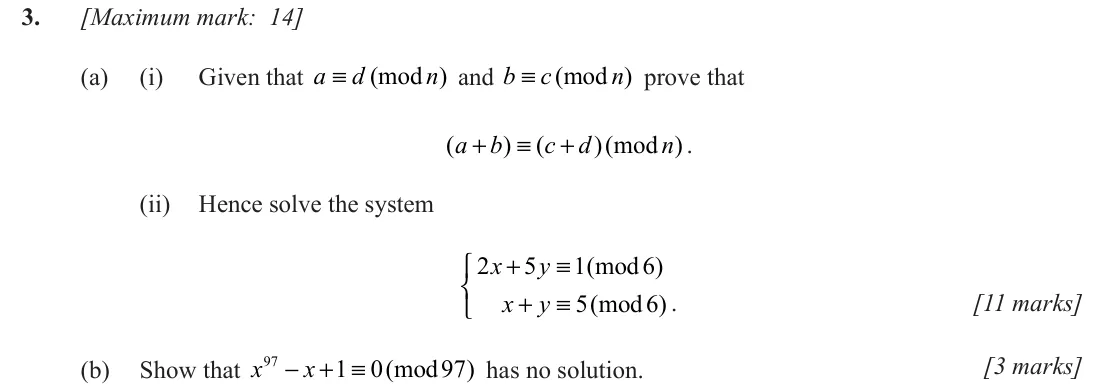 3. [Maximum mark: 14]
(a) (i) Given that a ≡ d (mod n) and b ≡ c (mod n) prove that
(a + b) ≡ (c + d)(mod n).
(ii) Hence solve the system
{ 2x + 5y ≡ 1(mod 6)
x + y ≡ 5(mod 6). [11 marks]
(b) Show that x⁹⁷ − x + 1 ≡ 0(mod 97) has no solution. [3 marks]